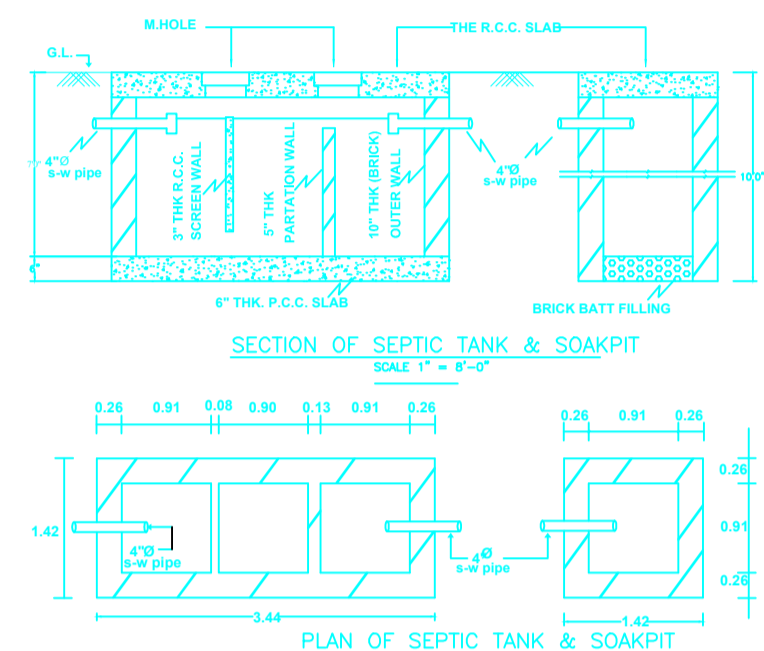 M.HOLE
THE R.C.C. SLAB
G.L.
4"Ø
s-w pipe
3" THK R.C.C.
SCREEN WALL
5" THK
PARTATION WALL
10" THK (BRICK)
OUTER WALL
4"Ø
s-w pipe
10'0"
6"
6" THK. P.C.C. SLAB
BRICK BATT FILLING
SECTION OF SEPTIC TANK & SOAKPIT
SCALE 1" = 8'-0"
0.26 0.91 0.08 0.90 0.13 0.91 0.26
0.26 0.91 0.26
0.26
1.42
0.91
4"Ø
s-w pipe
4"Ø
s-w pipe
0.26
3.44
1.42
PLAN OF SEPTIC TANK & SOAKPIT